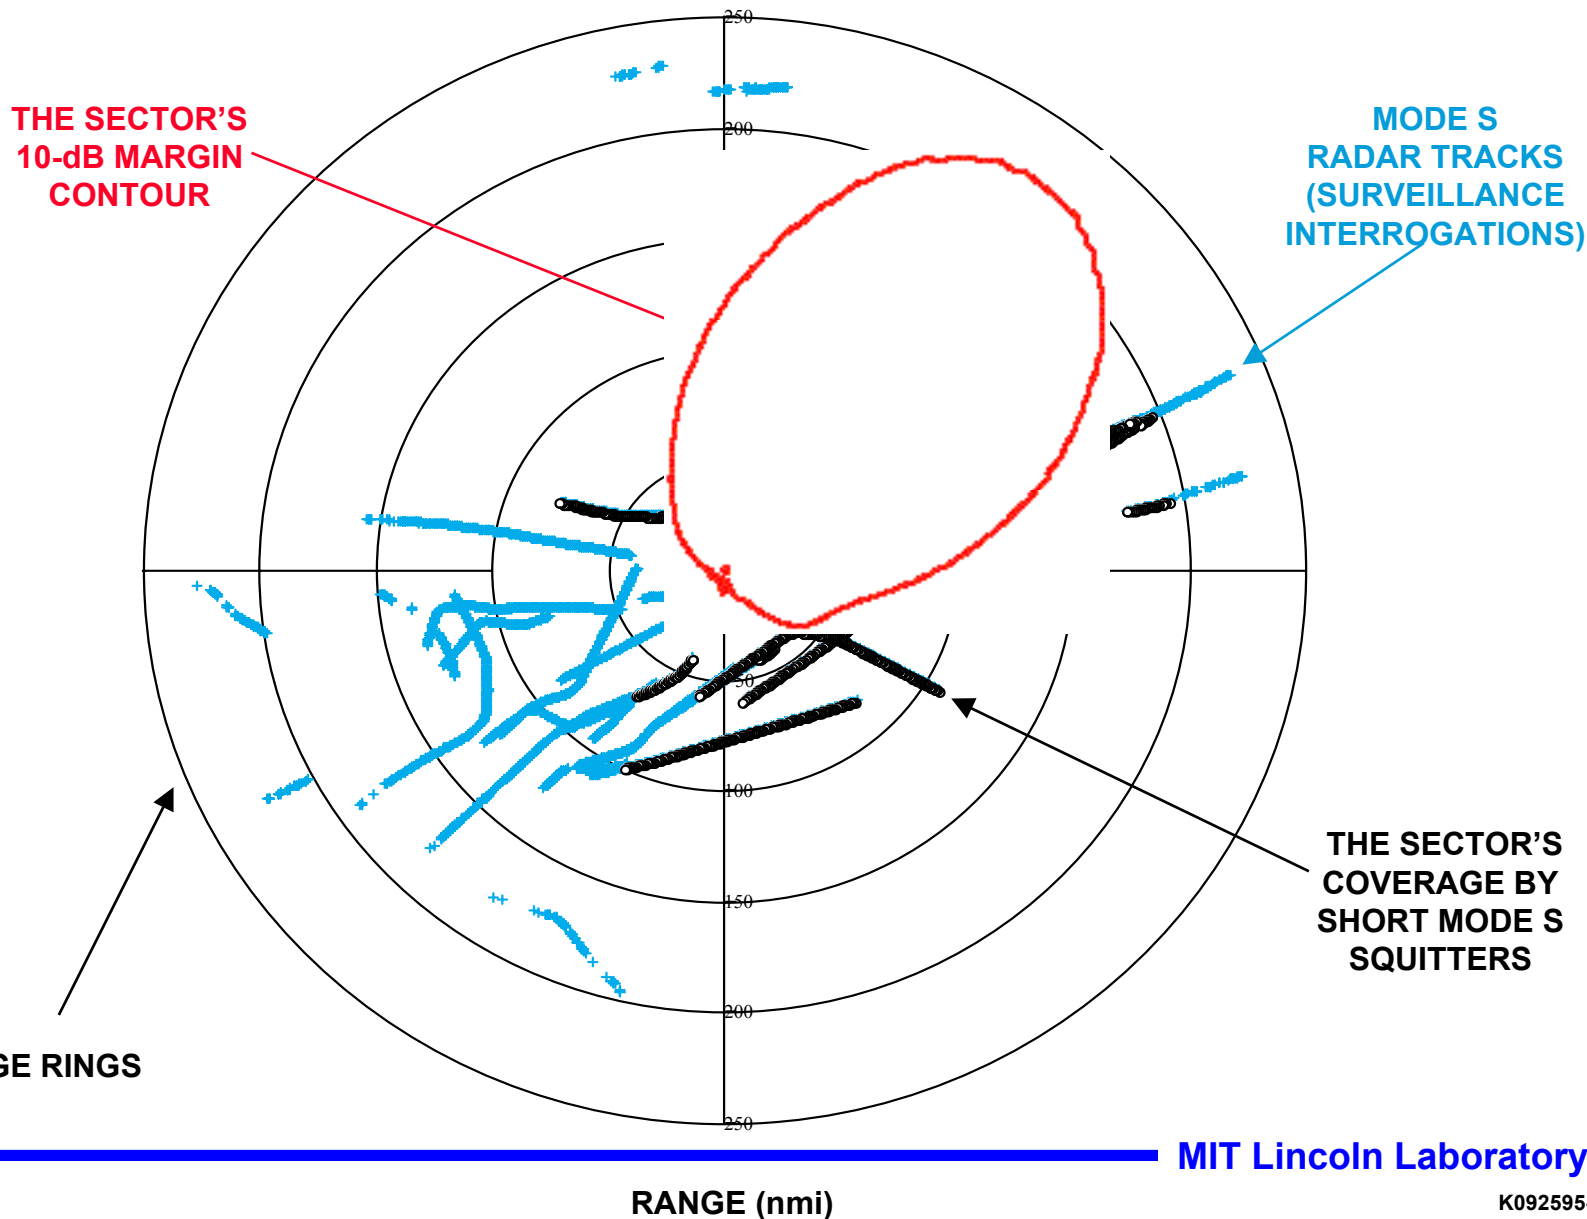 250
THE SECTOR'S
10-dB MARGIN
CONTOUR
200
MODE S
RADAR TRACKS
(SURVEILLANCE
INTERROGATIONS)
50
100
THE SECTOR'S
COVERAGE BY
SHORT MODE S
SQUITTERS
150
200
GE RINGS
250
MIT Lincoln Laboratory
RANGE (nmi)
K092595